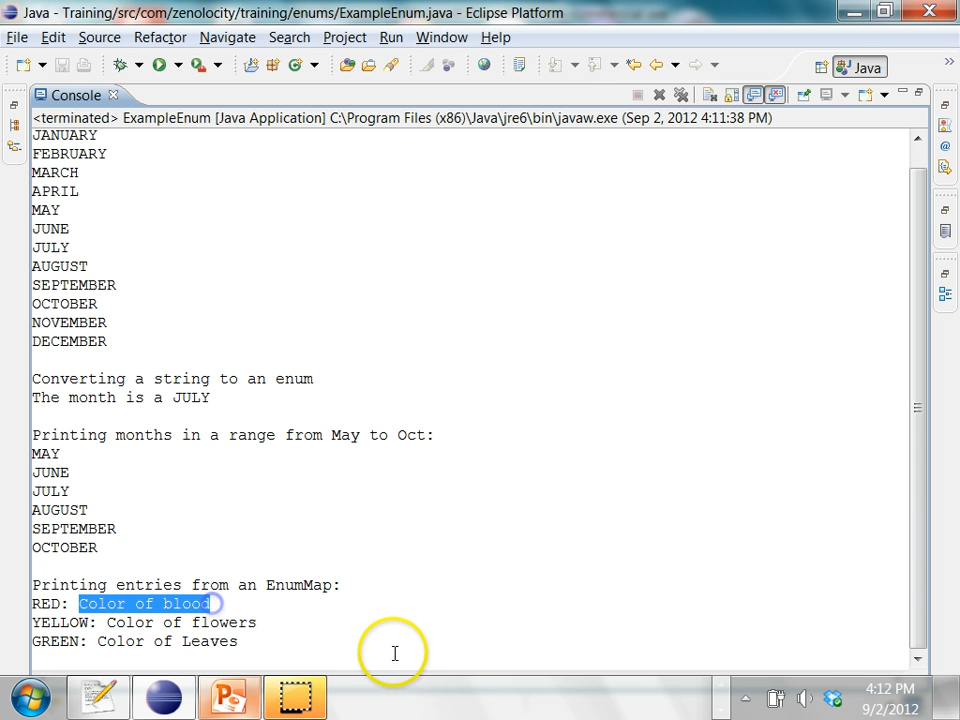 Java - Training/src/com/zenolocity/training/enums/ExampleEnum.java - Eclipse Platform
File Edit Source Refactor Navigate Search Project Run Window Help
Java
Console
<terminated> ExampleEnum [Java Application] C:\Program Files (x86)\Java\jre6\bin\javaw.exe (Sep 2, 2012 4:11:38 PM)
JANUARY
FEBRUARY
MARCH
APRIL
MAY
JUNE
JULY
AUGUST
SEPTEMBER
OCTOBER
NOVEMBER
DECEMBER
Converting a string to an enum
The month is a JULY
Printing months in a range from May to Oct:
MAY
JUNE
JULY
AUGUST
SEPTEMBER
OCTOBER
Printing entries from an EnumMap:
RED: Color of blood
YELLOW: Color of flowers
GREEN: Color of Leaves
4:12 PM
9/2/2012